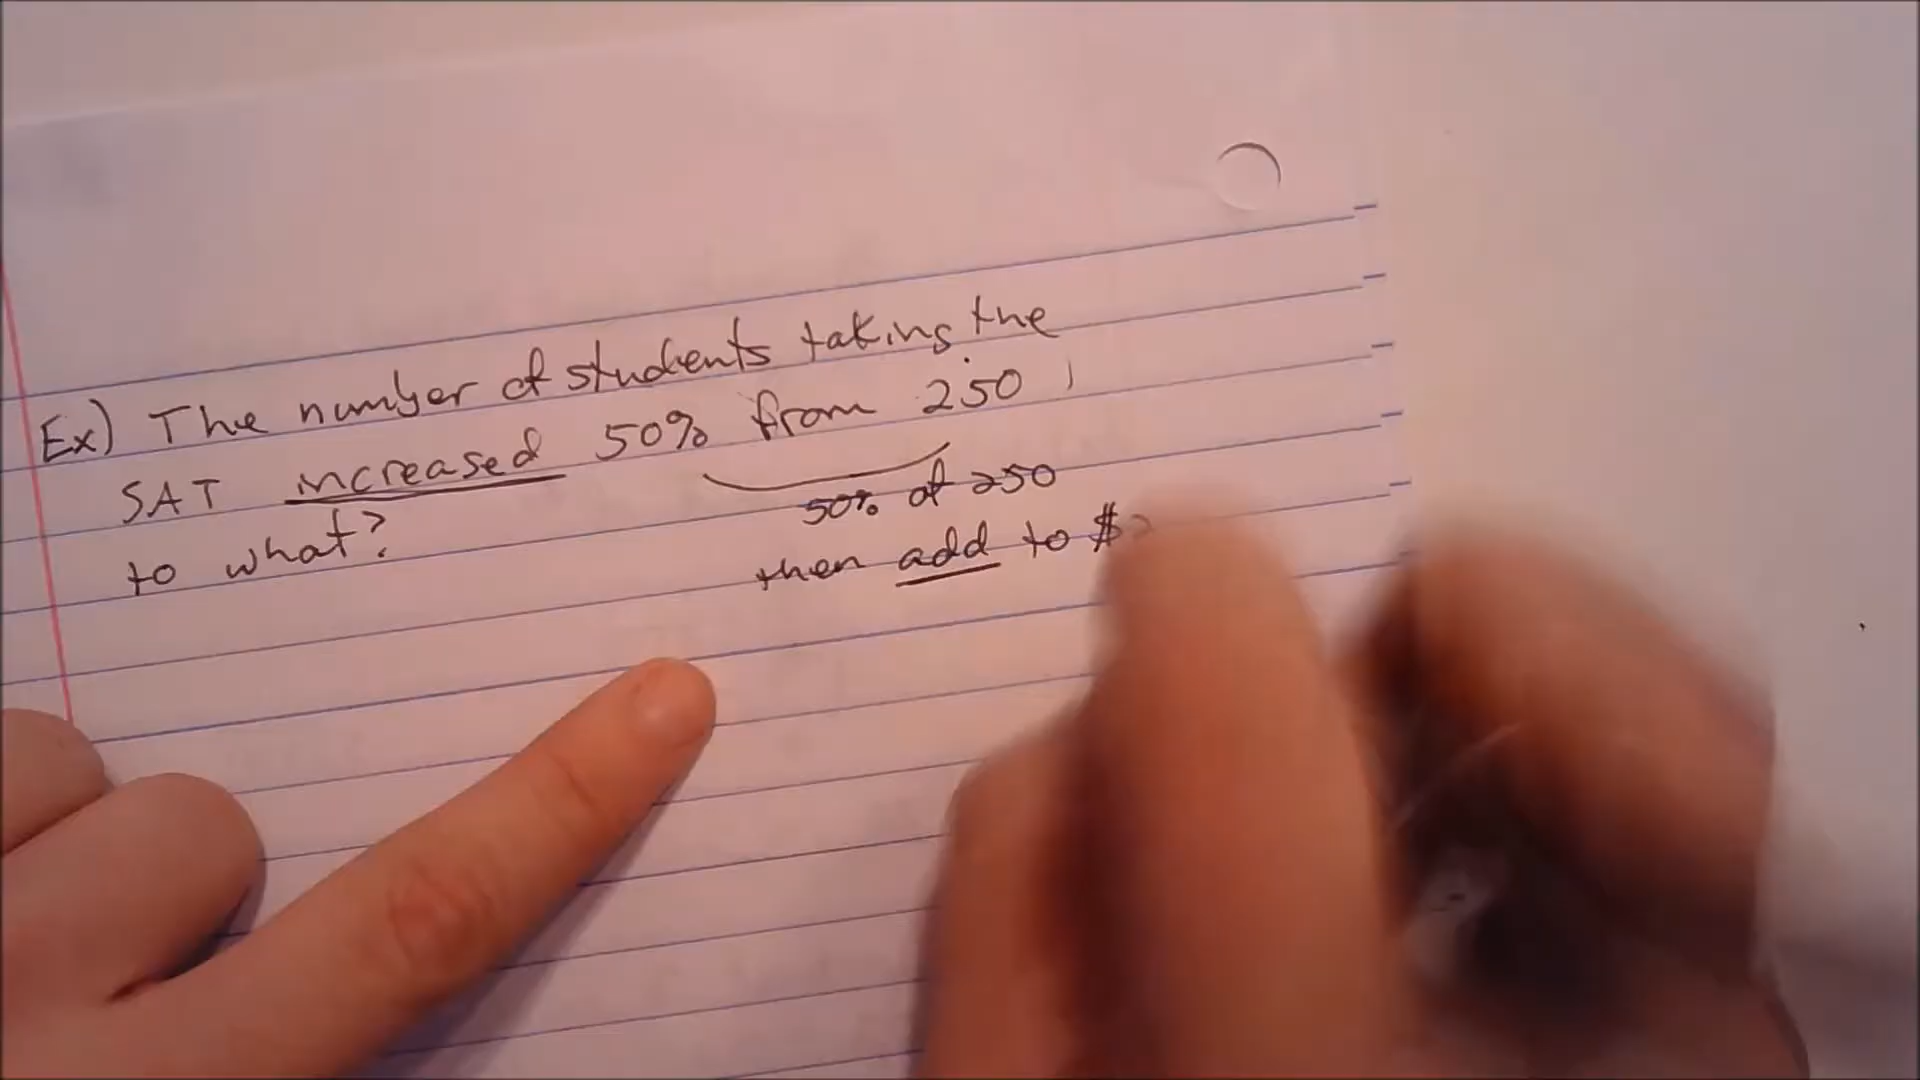 Ex) The number of students taking the
SAT increased 50% from 250
to what?
50% of 250
then add to $2